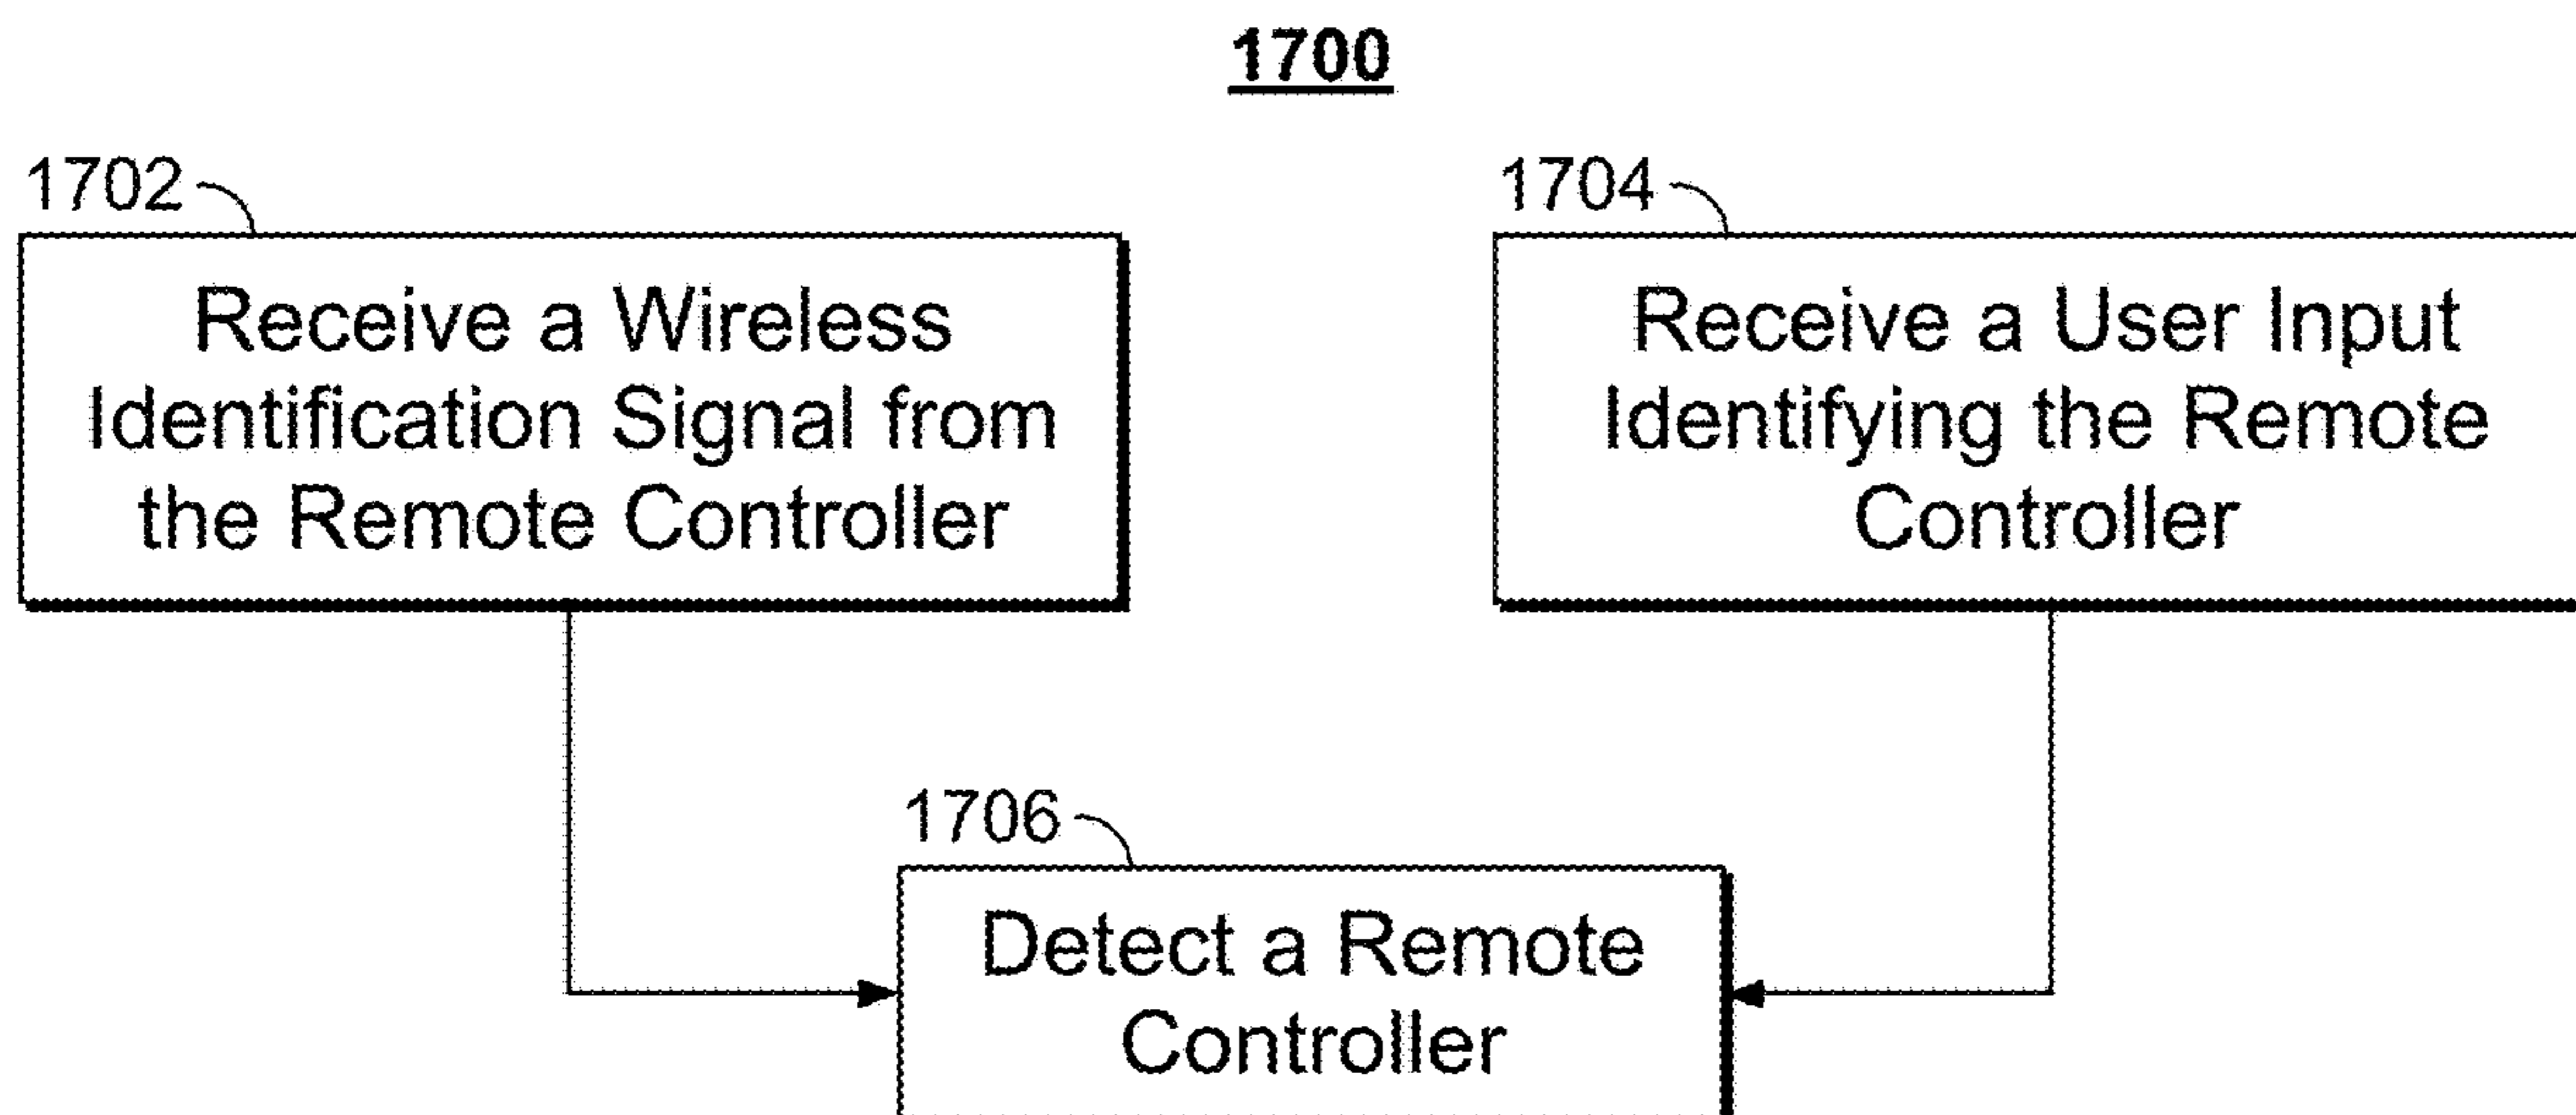 1700
1702
Receive a Wireless
Identification Signal from
the Remote Controller
1704
Receive a User Input
Identifying the Remote
Controller
1706
Detect a Remote
Controller